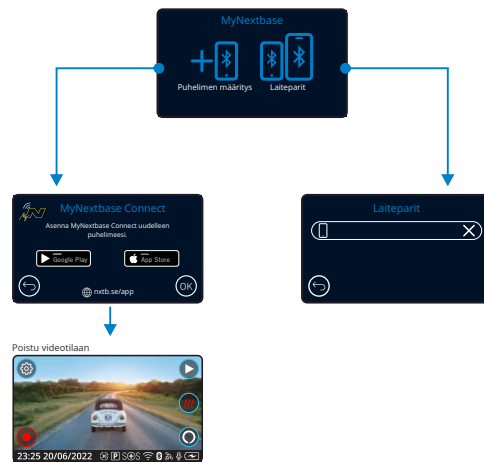 MyNextbase
Puhelimen määritys
Laiteparit
MyNextbase Connect
Asenna MyNextbase Connect uudelleen
puhelimeesi.
Google Play
App Store
nxtb.se/app
OK
Laiteparit
Poistu videotilaan
23:25 20/06/2022 P SOS